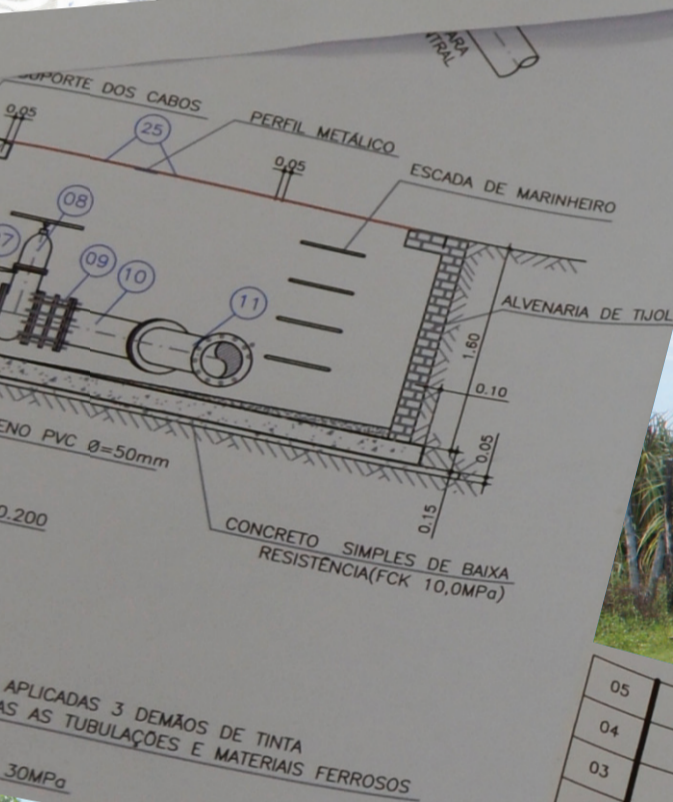 SUPORTE DOS CABOS
0,05
25
PERFIL METÁLICO
0,05
ESCADA DE MARINHEIRO
08
09
10
11
ALVENARIA DE TIJOL
1.60
0.10
0.05
0.15
ENO PVC Ø=50mm
0.200
CONCRETO SIMPLES DE BAIXA
RESISTÊNCIA(FCK 10,0MPa)
APLICADAS 3 DEMÃOS DE TINTA
AS AS TUBULAÇÕES E MATERIAIS FERROSOS
30MPa
05
04
03